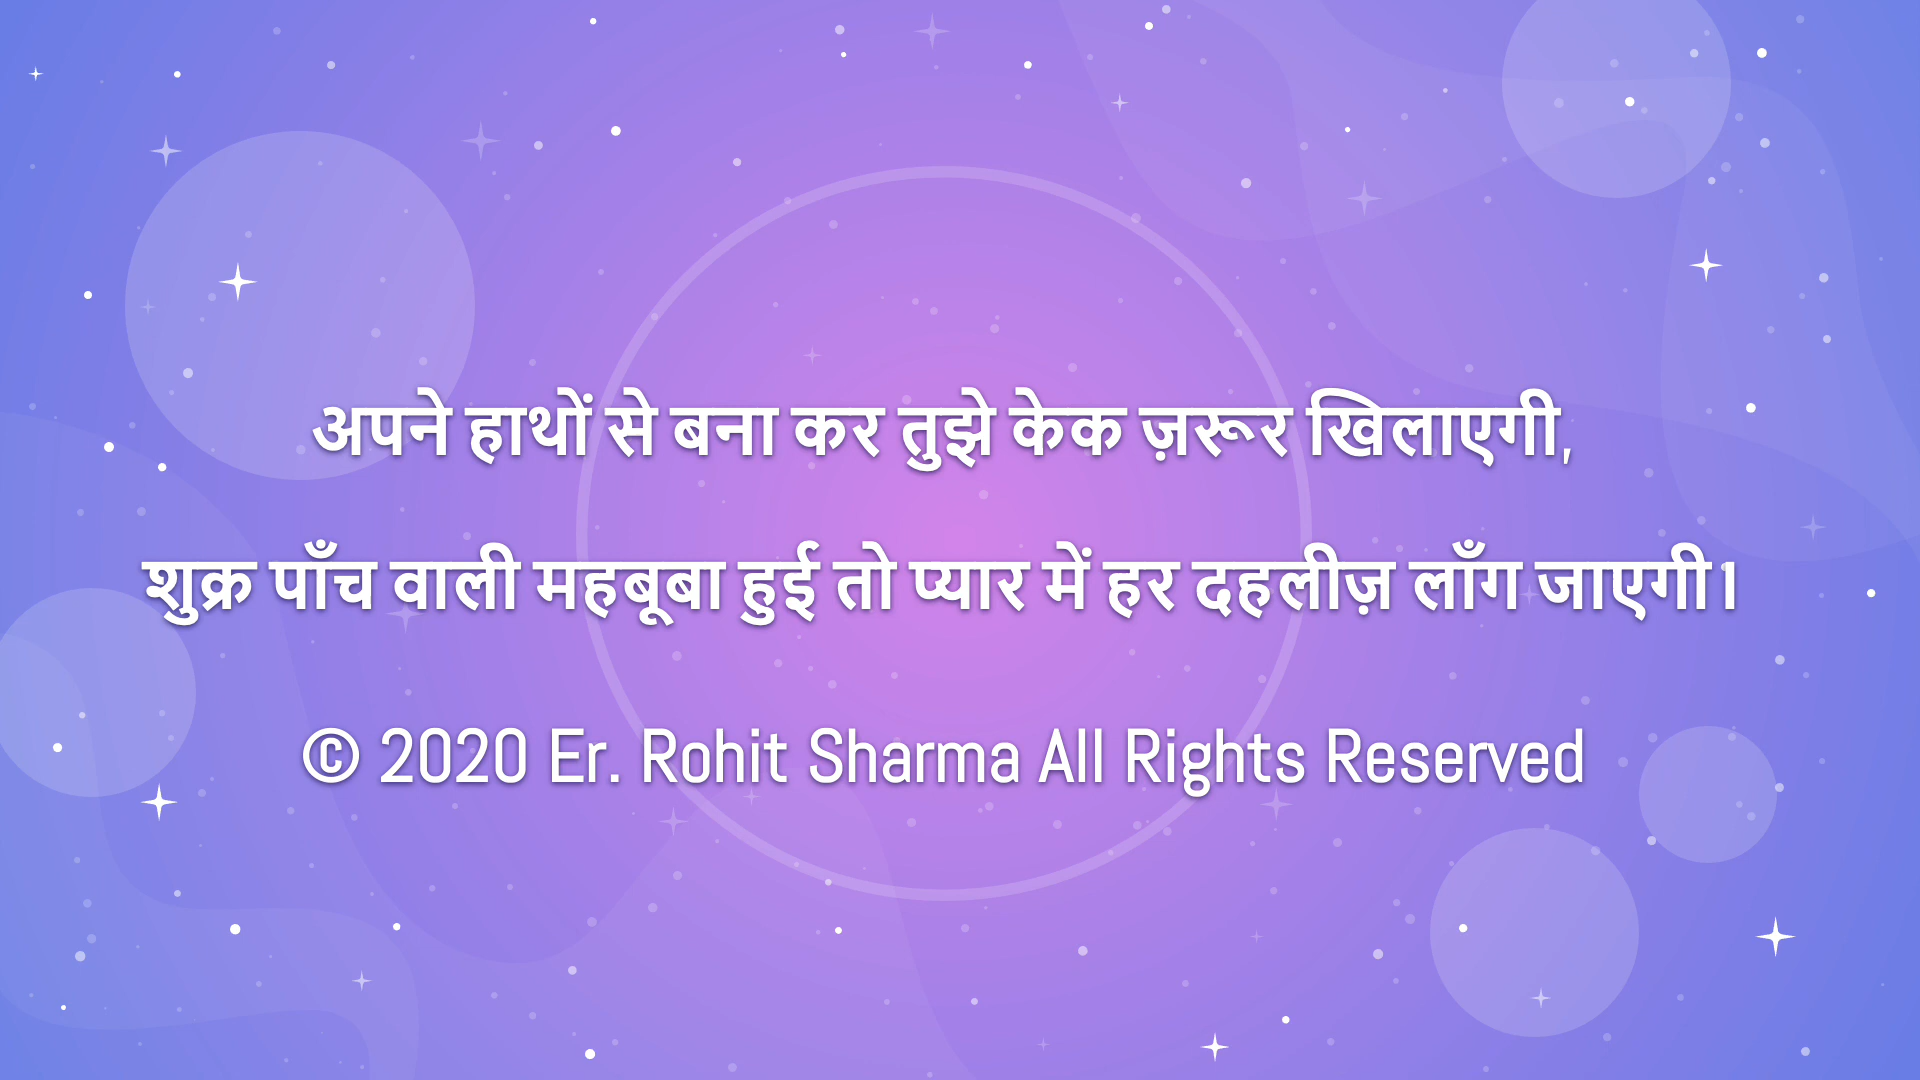 अपने हाथों से बना कर तुझे केक ज़रूर खिलाएगी,
शुक्र पाँच वाली महबूबा हुई तो प्यार में हर दहलीज़ लाँग जाएगी।
© 2020 Er. Rohit Sharma All Rights Reserved